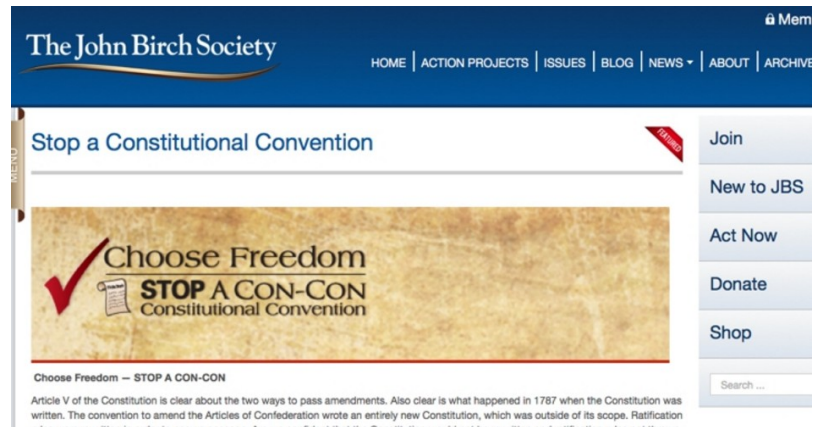 Mem
The John Birch Society
HOME | ACTION PROJECTS | ISSUES | BLOG | NEWS | ABOUT | ARCHIVE
MENU
Stop a Constitutional Convention
FEATURED
Join
New to JBS
Act Now
Donate
Shop
Search ...
Choose Freedom
STOP A CON-CON
Constitutional Convention
Choose Freedom — STOP A CON-CON
Article V of the Constitution is clear about the two ways to pass amendments. Also clear is what happened in 1787 when the Constitution was
written. The convention to amend the Articles of Confederation wrote an entirely new Constitution, which was outside of its scope. Ratification